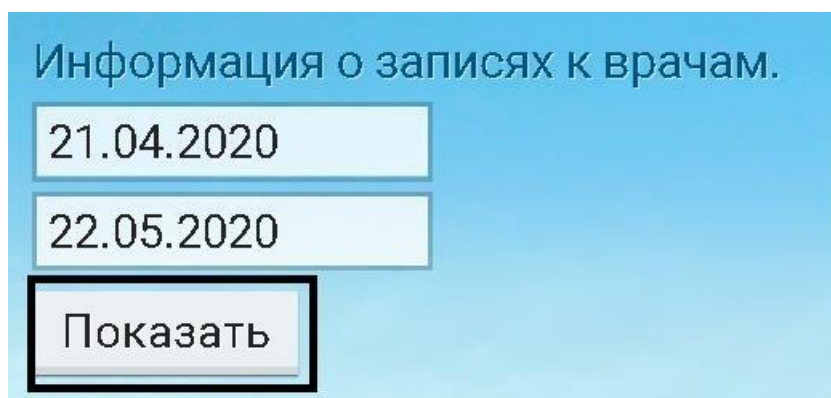 Информация о записях к врачам.
21.04.2020
22.05.2020
Показать